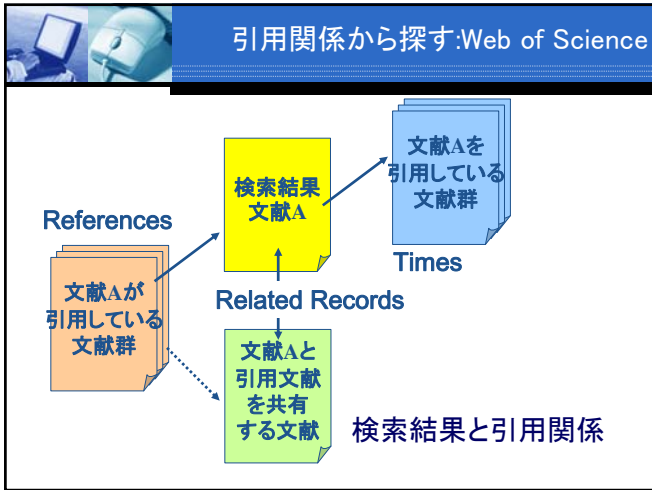 引用関係から探す:Web of Science
検索結果
文献A
文献Aを
引用している
文献群
References
Times
文献Aが
引用している
文献群
Related Records
文献Aと
引用文献
を共有
する文献
検索結果と引用関係